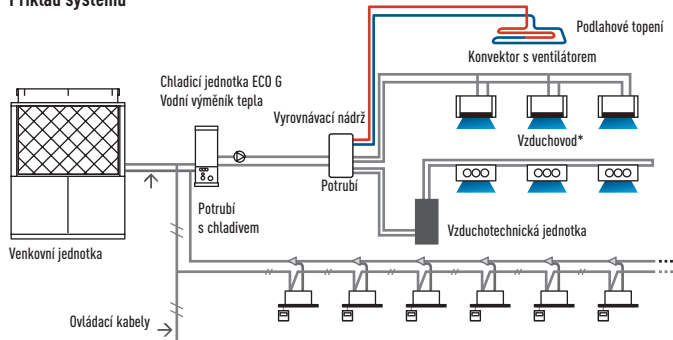 Příklad systému
Podlahové topení
Konvektor s ventilátorem
Chladicí jednotka ECO G
Vodní výměník tepla
Vyrovnávací nádrž
Vzduchovod*
Potrubí
Potrubí
s chladivem
Vzduchotechnická jednotka
Venkovní jednotka
Ovládací kabely